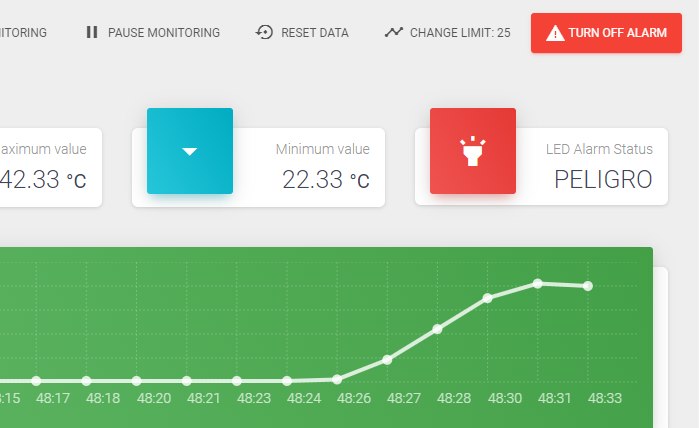 ITORING
PAUSE MONITORING
RESET DATA
CHANGE LIMIT: 25
TURN OFF ALARM
aximum value
42.33 °C
Minimum value
22.33 °C
LED Alarm Status
PELIGRO
:15 48:17 48:18 48:20 48:21 48:23 48:24 48:26 48:27 48:28 48:30 48:31 48:33